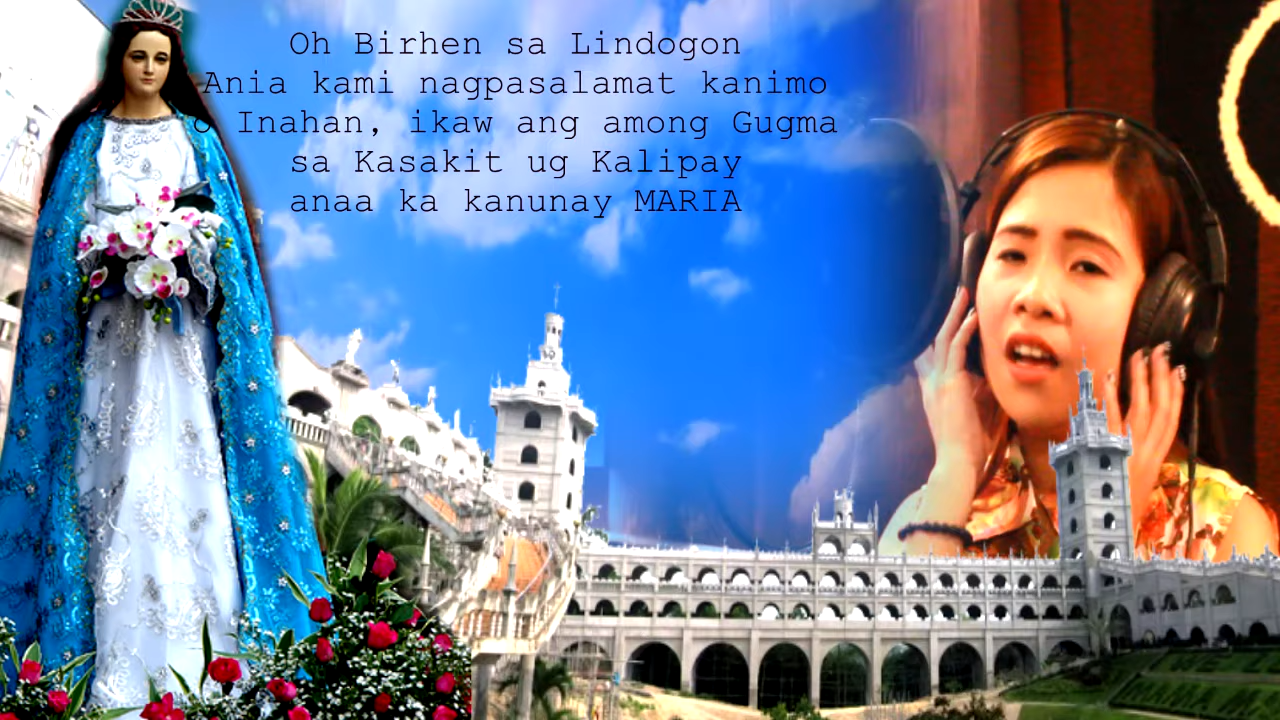 Oh Birhen sa Lindogon
Ania kami nagpasalamat kanimo
o Inahan, ikaw ang among Gugma
sa Kasakit ug Kalipay
anaa ka kanunay MARIA